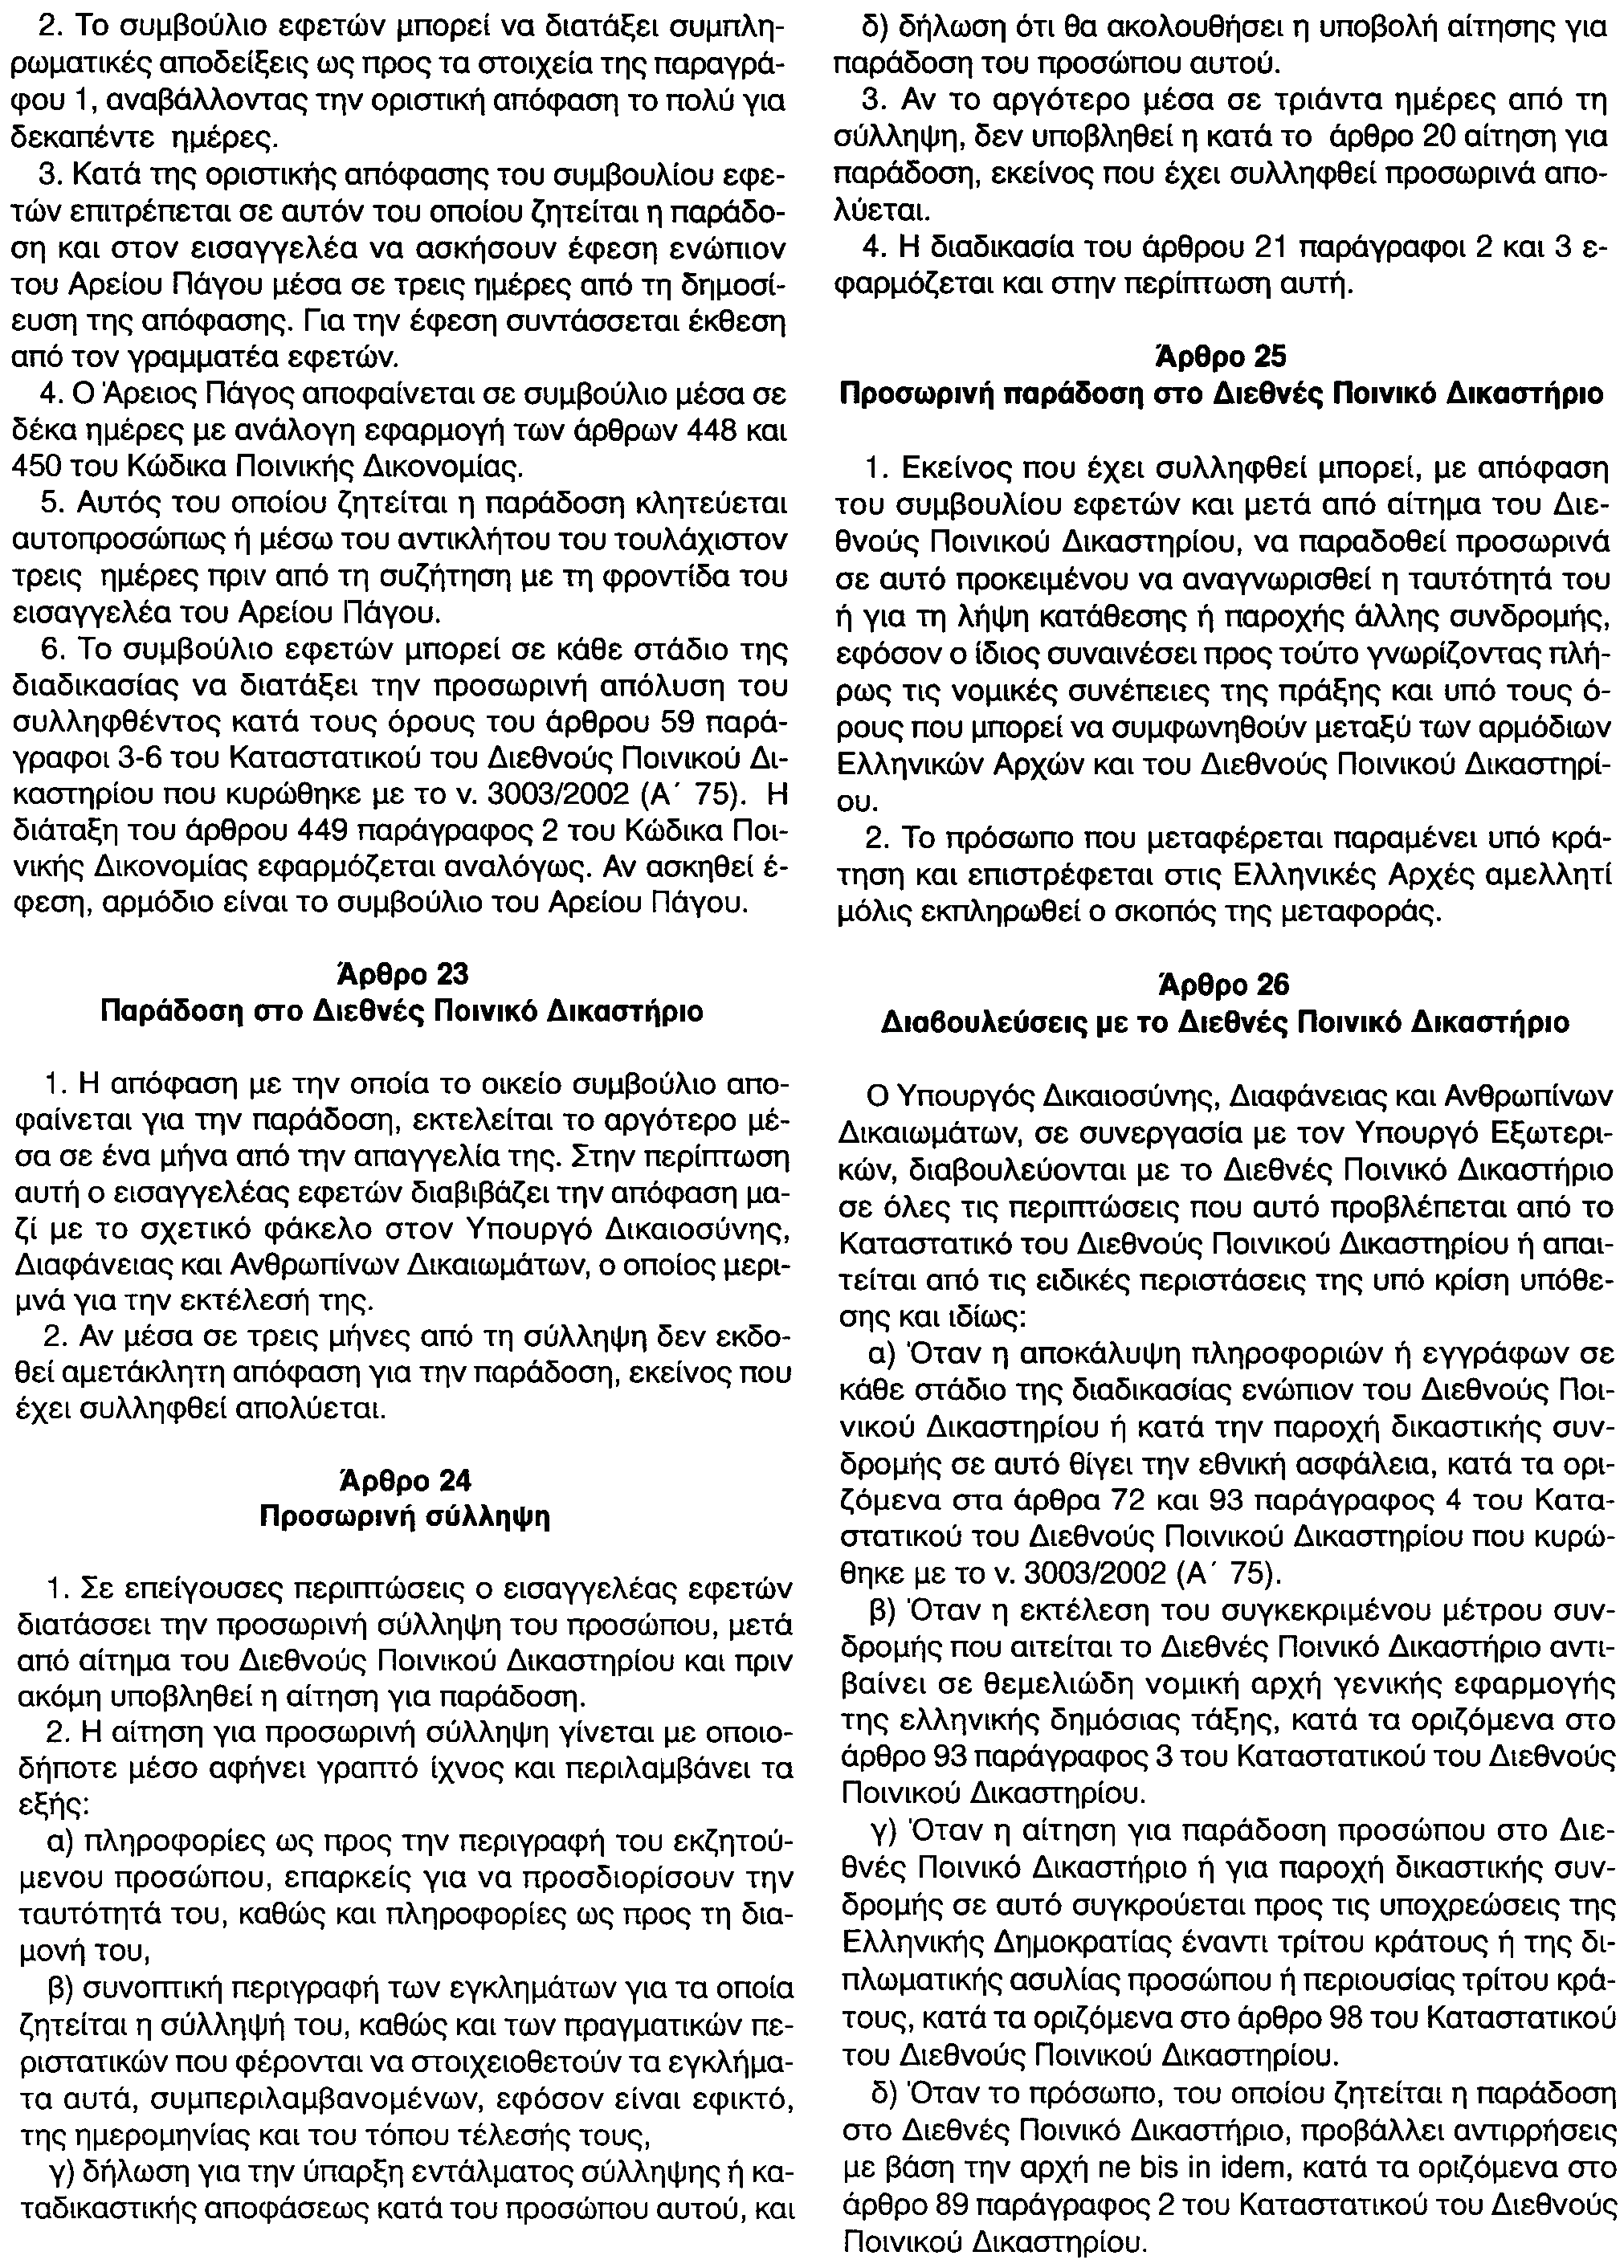 2. Το συμβούλιο εφετών μπορεί να διατάξει συμπλη-
ρωματικές αποδείξεις ως προς τα στοιχεία της παραγρά-
φου 1, αναβάλλοντας την οριστική απόφαση το πολύ για
δεκαπέντε ημέρες.
3. Κατά της οριστικής απόφασης του συμβουλίου εφε-
τών επιτρέπεται σε αυτόν του οποίου ζητείται η παράδο-
ση και στον εισαγγελέα να ασκήσουν έφεση ενώπιον
του Αρείου Πάγου μέσα σε τρεις ημέρες από τη δημοσί-
ευση της απόφασης. Για την έφεση συντάσσεται έκθεση
από τον γραμματέα εφετών.
4. Ο Άρειος Πάγος αποφαίνεται σε συμβούλιο μέσα σε
δέκα ημέρες με ανάλογη εφαρμογή των άρθρων 448 και
450 του Κώδικα Ποινικής Δικονομίας.
5. Αυτός του οποίου ζητείται η παράδοση κλητεύεται
αυτοπροσώπως ή μέσω του αντικλήτου του τουλάχιστον
τρεις ημέρες πριν από τη συζήτηση με τη φροντίδα του
εισαγγελέα του Αρείου Πάγου.
6. Το συμβούλιο εφετών μπορεί σε κάθε στάδιο της
διαδικασίας να διατάξει την προσωρινή απόλυση του
συλληφθέντος κατά τους όρους του άρθρου 59 παρά-
γραφοι 3-6 του Καταστατικού του Διεθνούς Ποινικού Δι-
καστηρίου που κυρώθηκε με το ν. 3003/2002 (Α΄ 75). Η
διάταξη του άρθρου 449 παράγραφος 2 του Κώδικα Ποι-
νικής Δικονομίας εφαρμόζεται αναλόγως. Αν ασκηθεί έ-
φεση, αρμόδιο είναι το συμβούλιο του Αρείου Πάγου.
Άρθρο 23
Παράδοση στο Διεθνές Ποινικό Δικαστήριο
1. Η απόφαση με την οποία το οικείο συμβούλιο απο-
φαίνεται για την παράδοση, εκτελείται το αργότερο μέ-
σα σε ένα μήνα από την απαγγελία της. Στην περίπτωση
αυτή ο εισαγγελέας εφετών διαβιβάζει την απόφαση μα-
ζί με το σχετικό φάκελο στον Υπουργό Δικαιοσύνης,
Διαφάνειας και Ανθρωπίνων Δικαιωμάτων, ο οποίος μερι-
μνά για την εκτέλεσή της.
2. Αν μέσα σε τρεις μήνες από τη σύλληψη δεν εκδο-
θεί αμετάκλητη απόφαση για την παράδοση, εκείνος που
έχει συλληφθεί απολύεται.
Άρθρο 24
Προσωρινή σύλληψη
1. Σε επείγουσες περιπτώσεις ο εισαγγελέας εφετών
διατάσσει την προσωρινή σύλληψη του προσώπου, μετά
από αίτημα του Διεθνούς Ποινικού Δικαστηρίου και πριν
ακόμη υποβληθεί η αίτηση για παράδοση.
2. Η αίτηση για προσωρινή σύλληψη γίνεται με οποιο-
δήποτε μέσο αφήνει γραπτό ίχνος και περιλαμβάνει τα
εξής:
α) πληροφορίες ως προς την περιγραφή του εκζητού-
μενου προσώπου, επαρκείς για να προσδιορίσουν την
ταυτότητά του, καθώς και πληροφορίες ως προς τη δια-
μονή του,
β) συνοπτική περιγραφή των εγκλημάτων για τα οποία
ζητείται η σύλληψή του, καθώς και των πραγματικών πε-
ριστατικών που φέρονται να στοιχειοθετούν τα εγκλήμα-
τα αυτά, συμπεριλαμβανομένων, εφόσον είναι εφικτό,
της ημερομηνίας και του τόπου τέλεσής τους,
γ) δήλωση για την ύπαρξη εντάλματος σύλληψης ή κα-
ταδικαστικής αποφάσεως κατά του προσώπου αυτού, και
δ) δήλωση ότι θα ακολουθήσει η υποβολή αίτησης για
παράδοση του προσώπου αυτού.
3. Αν το αργότερο μέσα σε τριάντα ημέρες από τη
σύλληψη, δεν υποβληθεί η κατά το άρθρο 20 αίτηση για
παράδοση, εκείνος που έχει συλληφθεί προσωρινά απο-
λύεται.
4. Η διαδικασία του άρθρου 21 παράγραφοι 2 και 3 ε-
φαρμόζεται και στην περίπτωση αυτή.
Άρθρο 25
Προσωρινή παράδοση στο Διεθνές Ποινικό Δικαστήριο
1. Εκείνος που έχει συλληφθεί μπορεί, με απόφαση
του συμβουλίου εφετών και μετά από αίτημα του Διε-
θνούς Ποινικού Δικαστηρίου, να παραδοθεί προσωρινά
σε αυτό προκειμένου να αναγνωρισθεί η ταυτότητά του
ή για τη λήψη κατάθεσης ή παροχής άλλης συνδρομής,
εφόσον ο ίδιος συναινέσει προς τούτο γνωρίζοντας πλή-
ρως τις νομικές συνέπειες της πράξης και υπό τους ό-
ρους που μπορεί να συμφωνηθούν μεταξύ των αρμόδιων
Ελληνικών Αρχών και του Διεθνούς Ποινικού Δικαστηρί-
ου.
2. Το πρόσωπο που μεταφέρεται παραμένει υπό κρά-
τηση και επιστρέφεται στις Ελληνικές Αρχές αμελλητί
μόλις εκπληρωθεί ο σκοπός της μεταφοράς.
Άρθρο 26
Διαβουλεύσεις με το Διεθνές Ποινικό Δικαστήριο
Ο Υπουργός Δικαιοσύνης, Διαφάνειας και Ανθρωπίνων
Δικαιωμάτων, σε συνεργασία με τον Υπουργό Εξωτερι-
κών, διαβουλεύονται με το Διεθνές Ποινικό Δικαστήριο
σε όλες τις περιπτώσεις που αυτό προβλέπεται από το
Καταστατικό του Διεθνούς Ποινικού Δικαστηρίου ή απαι-
τείται από τις ειδικές περιστάσεις της υπό κρίση υπόθε-
σης και ιδίως:
α) Όταν η αποκάλυψη πληροφοριών ή εγγράφων σε
κάθε στάδιο της διαδικασίας ενώπιον του Διεθνούς Ποι-
νικού Δικαστηρίου ή κατά την παροχή δικαστικής συν-
δρομής σε αυτό θίγει την εθνική ασφάλεια, κατά τα ορι-
ζόμενα στα άρθρα 72 και 93 παράγραφος 4 του Κατα-
στατικού του Διεθνούς Ποινικού Δικαστηρίου που κυρώ-
θηκε με το ν. 3003/2002 (Α΄ 75).
β) Όταν η εκτέλεση του συγκεκριμένου μέτρου συν-
δρομής που αιτείται το Διεθνές Ποινικό Δικαστήριο αντι-
βαίνει σε θεμελιώδη νομική αρχή γενικής εφαρμογής
της ελληνικής δημόσιας τάξης, κατά τα οριζόμενα στο
άρθρο 93 παράγραφος 3 του Καταστατικού του Διεθνούς
Ποινικού Δικαστηρίου.
γ) Όταν η αίτηση για παράδοση προσώπου στο Διε-
θνές Ποινικό Δικαστήριο ή για παροχή δικαστικής συν-
δρομής σε αυτό συγκρούεται προς τις υποχρεώσεις της
Ελληνικής Δημοκρατίας έναντι τρίτου κράτους ή της δι-
πλωματικής ασυλίας προσώπου ή περιουσίας τρίτου κρά-
τους, κατά τα οριζόμενα στο άρθρο 98 του Καταστατικού
του Διεθνούς Ποινικού Δικαστηρίου.
δ) Όταν το πρόσωπο, του οποίου ζητείται η παράδοση
στο Διεθνές Ποινικό Δικαστήριο, προβάλλει αντιρρήσεις
με βάση την αρχή ne bis in idem, κατά τα οριζόμενα στο
άρθρο 89 παράγραφος 2 του Καταστατικού του Διεθνούς
Ποινικού Δικαστηρίου.